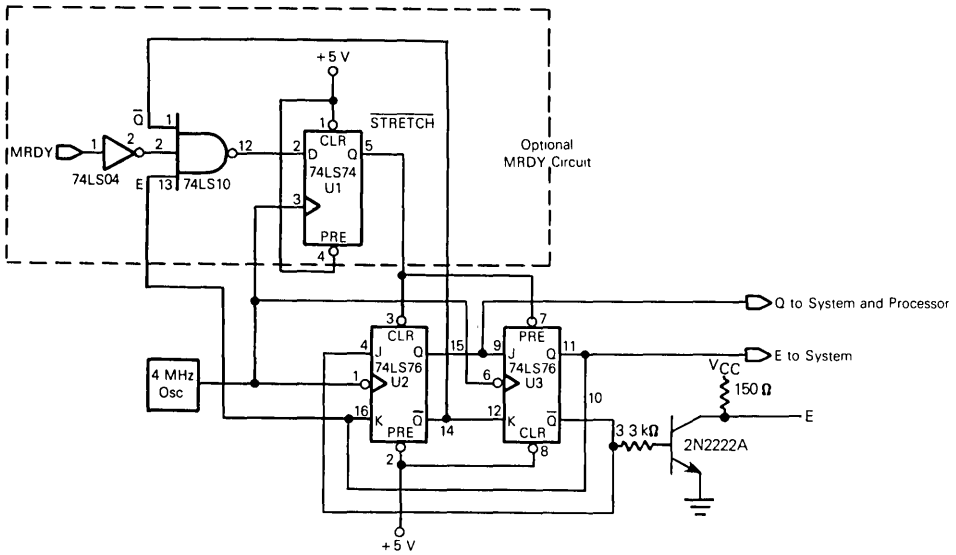 +5 V
Q̅
1
1
CLR
S̅T̅R̅E̅T̅C̅H̅
MRDY
1
2
2
12
2
D
Q
5
Optional
MRDY Circuit
74LS04
E
13
74LS10
74LS74
U1
3
PRE
4
Q to System and Processor
3
CLR
7
PRE
4
J
Q
15
9
J
Q
11
E to System
4 MHz
Osc
1
74LS76
U2
6
74LS76
U3
VCC
150 Ω
10
16
K
Q̅
14
12
K
Q̅
3 3 kΩ
E
PRE
2
CLR
8
2N2222A
+5 V